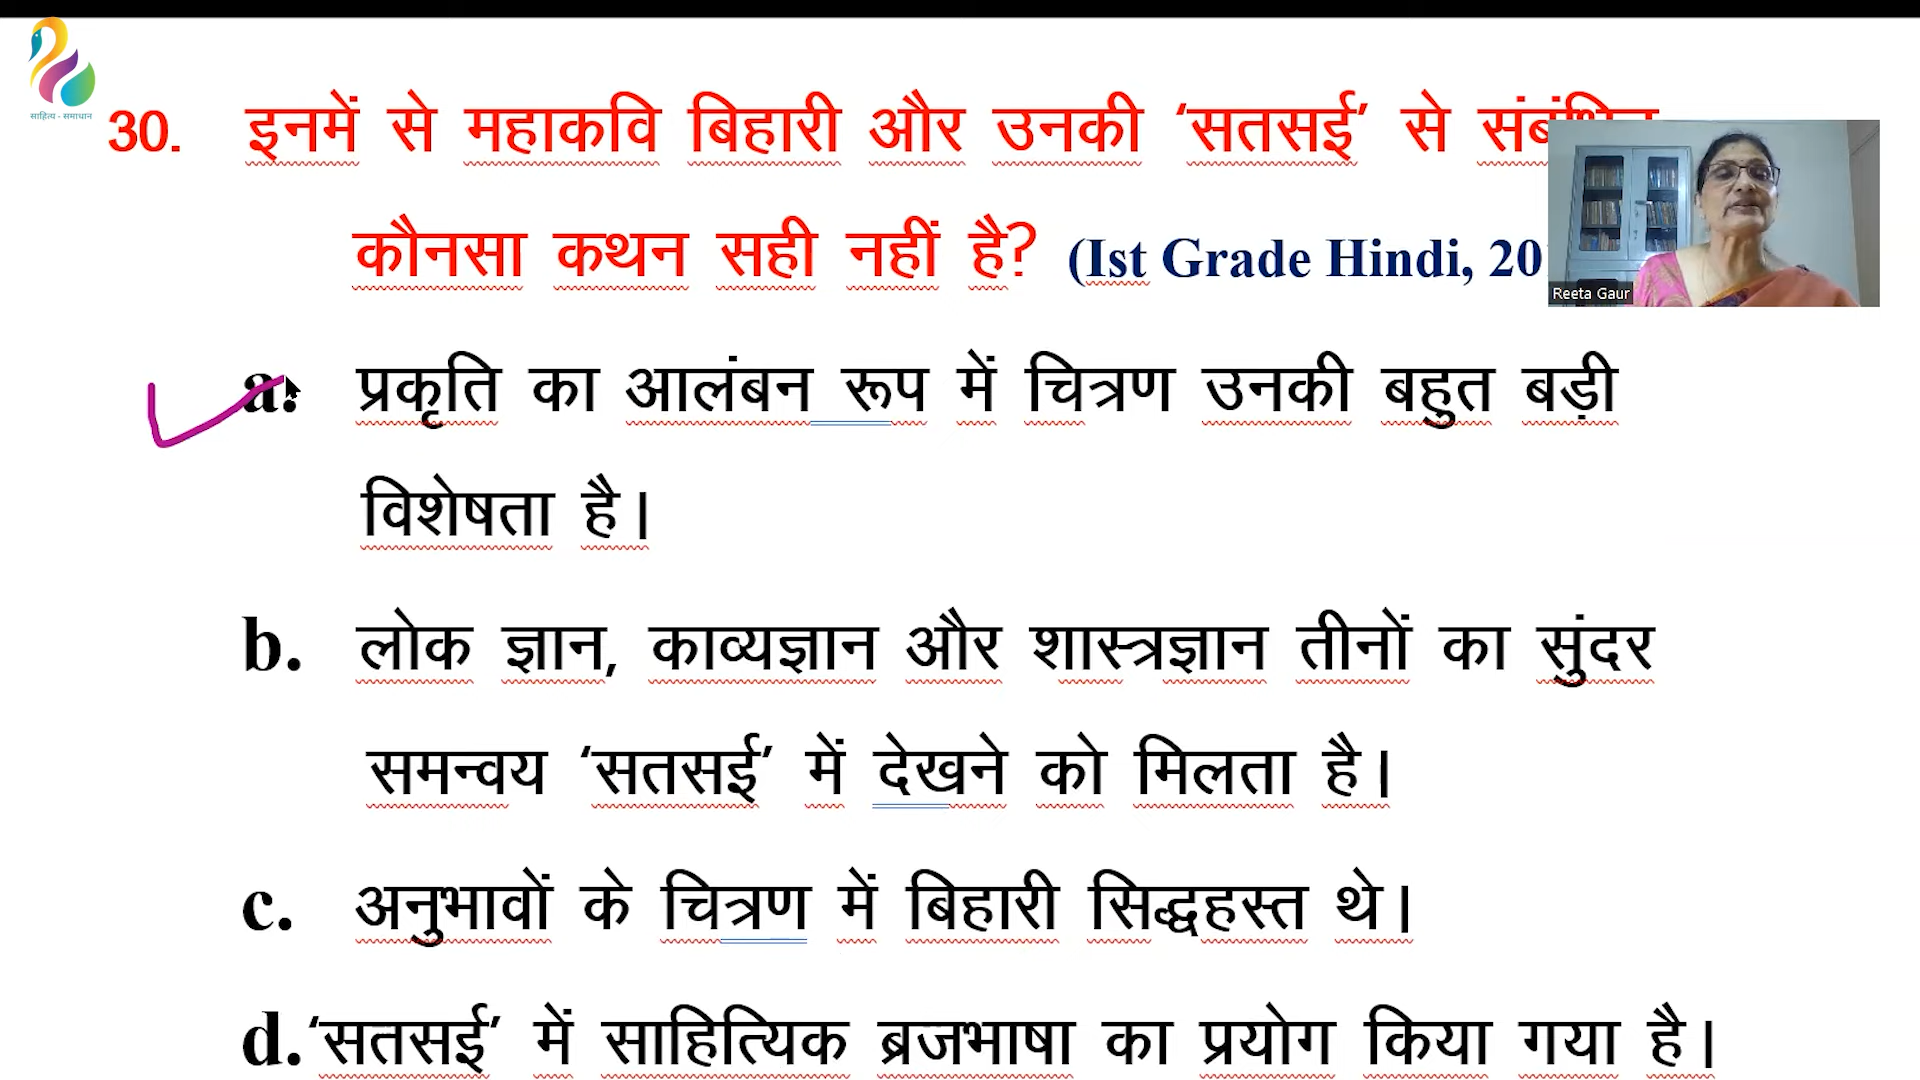 साहित्य - समाधान
30. इनमें से महाकवि बिहारी और उनकी ‘सतसई’ से
कौनसा कथन सही नहीं है? (Ist Grade Hindi, 20
Reeta Gaur
a. प्रकृति का आलंबन रूप में चित्रण उनकी बहुत बड़ी
विशेषता है।
b. लोक ज्ञान, काव्यज्ञान और शास्त्रज्ञान तीनों का सुंदर
समन्वय ‘सतसई’ में देखने को मिलता है।
c. अनुभावों के चित्रण में बिहारी सिद्धहस्त थे।
d. ‘सतसई’ में साहित्यिक ब्रजभाषा का प्रयोग किया गया है।